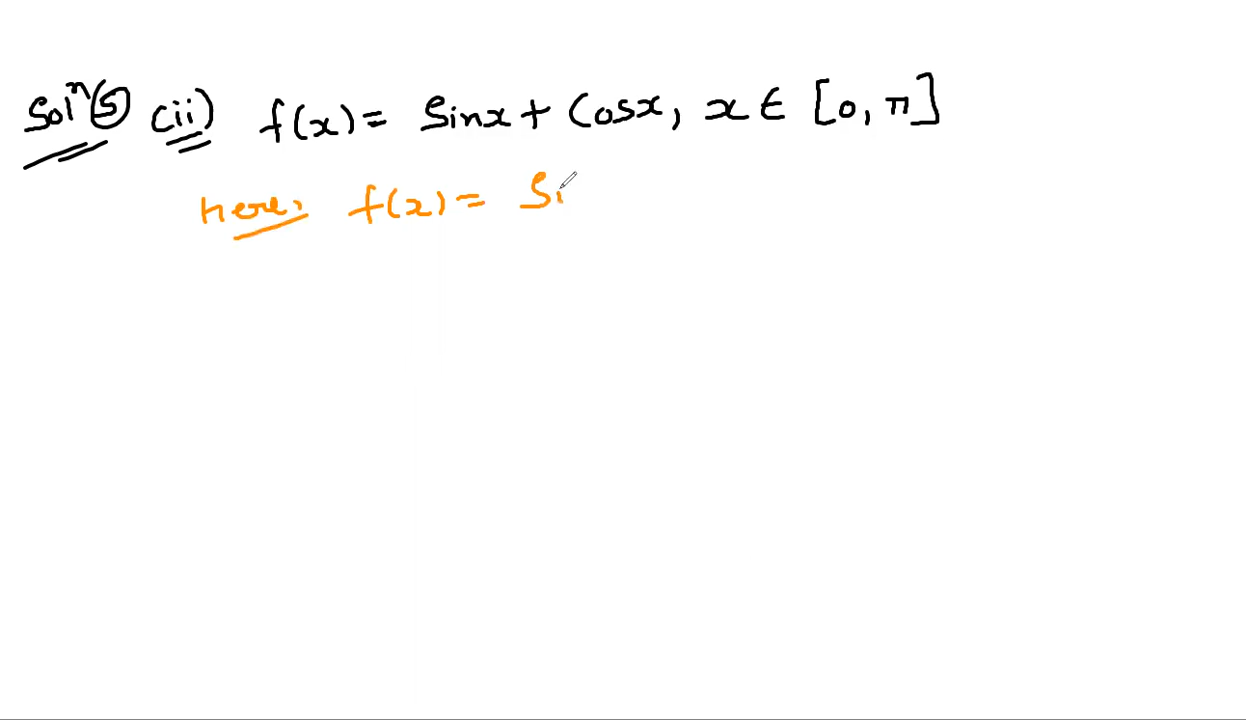 Solⁿ (5) (ii) f(x) = Sinx + Cosx, x ∈ [0, π]
here, f(x) = Si